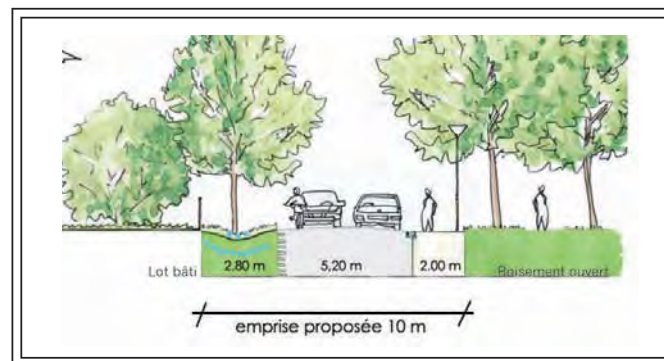 Lot bâti
2.80 m
5,20 m
2.00 m
Boisement ouvert
emprise proposée 10 m